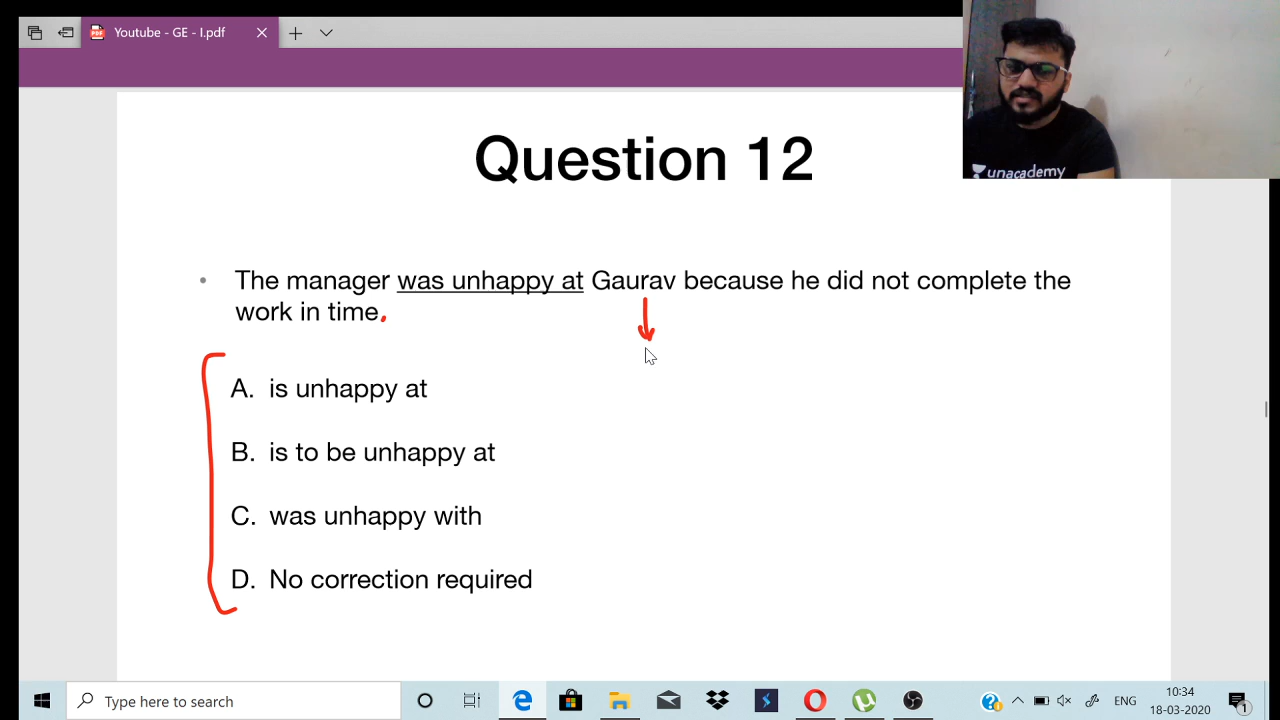 Youtube - GE - I.pdf
unacademy
Question 12
• The manager was unhappy at Gaurav because he did not complete the
work in time.
A. is unhappy at
B. is to be unhappy at
C. was unhappy with
D. No correction required
Type here to search
ENG
10:34
18-03-2020
1